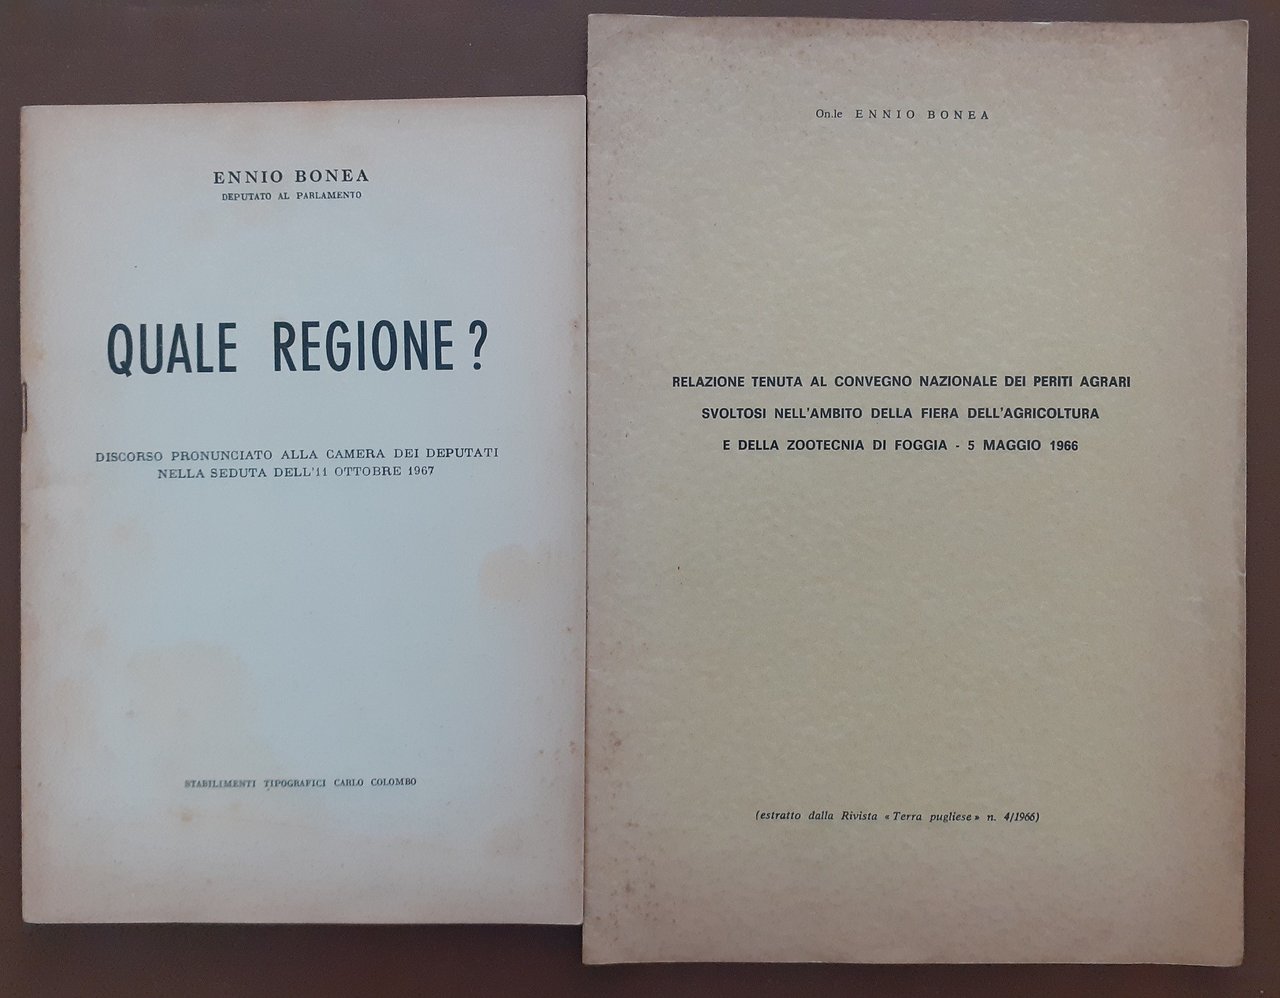 ENNIO BONEA
DEPUTATO AL PARLAMENTO
QUALE REGIONE ?
DISCORSO PRONUNCIATO ALLA CAMERA DEI DEPUTATI
NELLA SEDUTA DELL'11 OTTOBRE 1967
STABILIMENTI TIPOGRAFICI CARLO COLOMBO
On.le ENNIO BONEA
RELAZIONE TENUTA AL CONVEGNO NAZIONALE DEI PERITI AGRARI
SVOLTOSI NELL'AMBITO DELLA FIERA DELL'AGRICOLTURA
E DELLA ZOOTECNIA DI FOGGIA - 5 MAGGIO 1966
(estratto dalla Rivista « Terra pugliese » n. 4/1966)